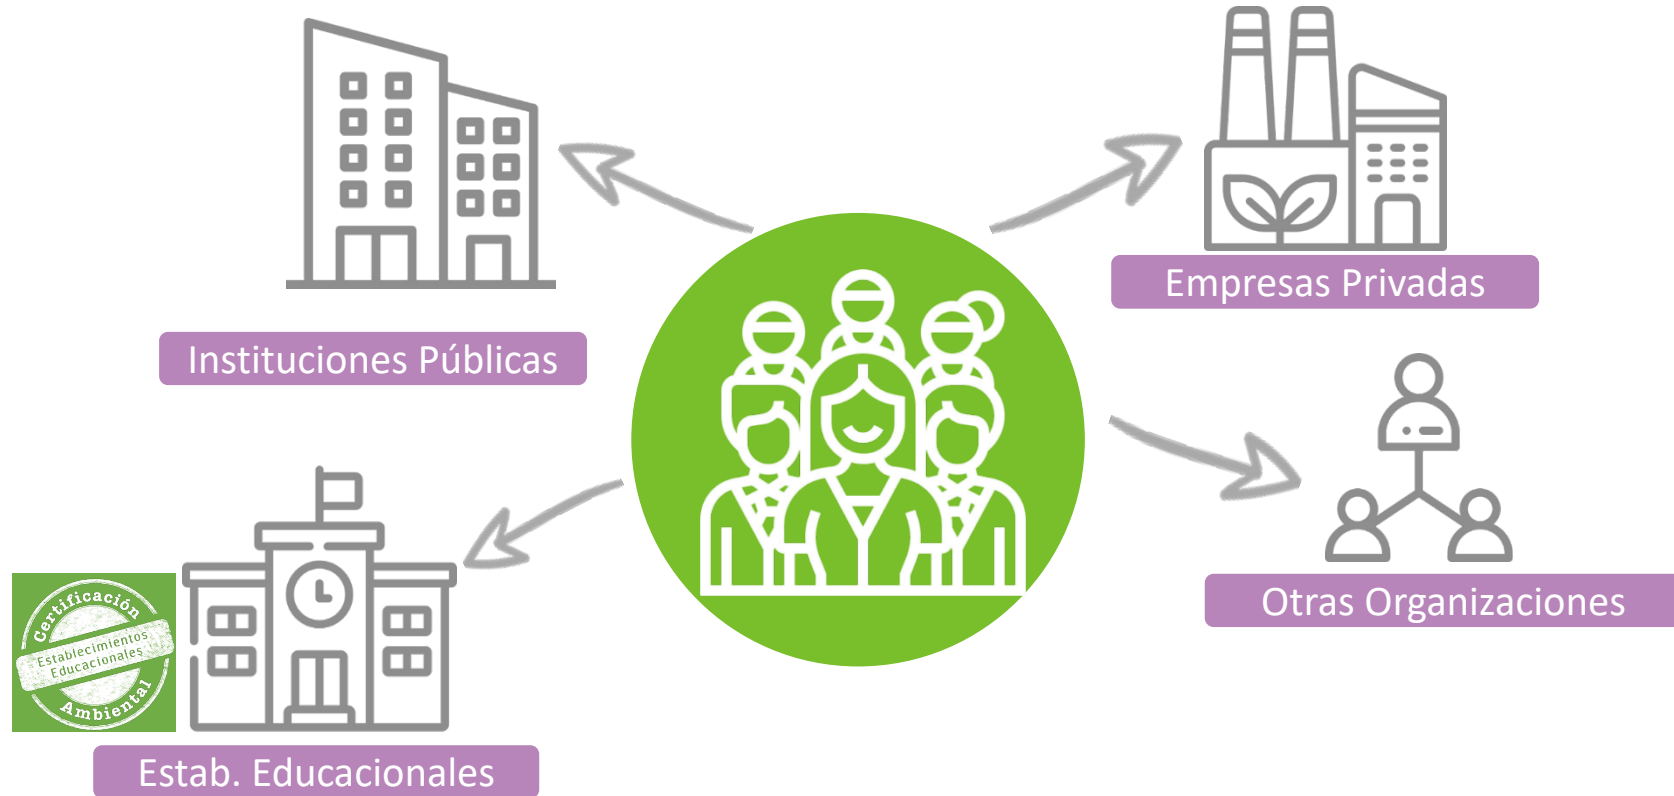 Instituciones Públicas
Empresas Privadas
Otras Organizaciones
Certificación
Establecimientos
Educacionales
Ambiental
Estab. Educacionales